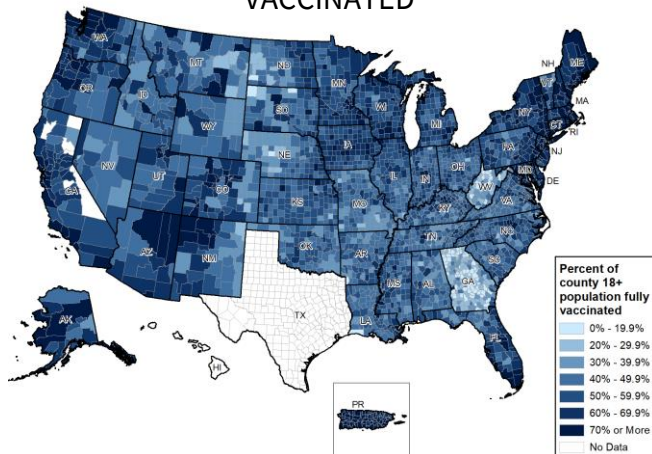 VACCINATED
WA
MT
ND
MN
ME
NH
VT
OR
ID
SD
WI
NY
MA
WY
MI
CT
RI
IA
PA
NJ
NE
NV
IL
IN
OH
MD
DE
UT
CO
WV
CA
KS
MO
KY
VA
TN
NC
AZ
NM
OK
AR
SC
MS
AL
GA
TX
LA
FL
AK
HI
PR
Percent of
county 18+
population fully
vaccinated
0% - 19.9%
20% - 29.9%
30% - 39.9%
40% - 49.9%
50% - 59.9%
60% - 69.9%
70% or More
No Data